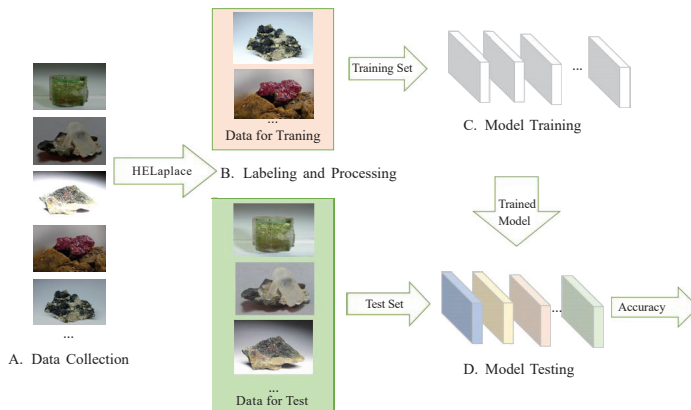 ...
A. Data Collection
HELaplace
...
Data for Traning
B. Labeling and Processing
...
Data for Test
Training Set
Test Set
...
C. Model Training
Trained
Model
...
D. Model Testing
Accuracy